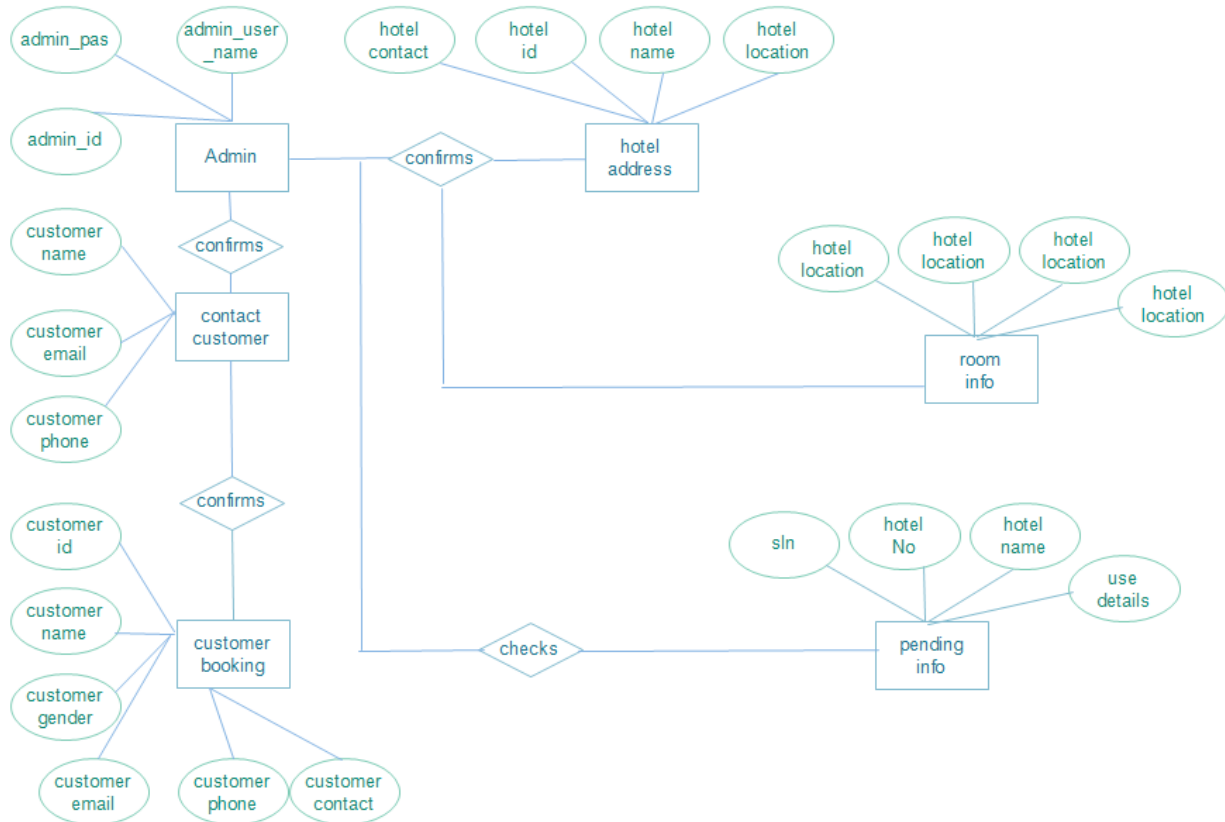 admin_pas
admin_user
_name
hotel
contact
hotel
id
hotel
name
hotel
location
admin_id
Admin
confirms
hotel
address
customer
name
confirms
hotel
location
hotel
location
hotel
location
hotel
location
contact
customer
customer
email
room
info
customer
phone
confirms
customer
id
sln
hotel
No
hotel
name
use
details
customer
name
customer
booking
checks
pending
info
customer
gender
customer
email
customer
phone
customer
contact